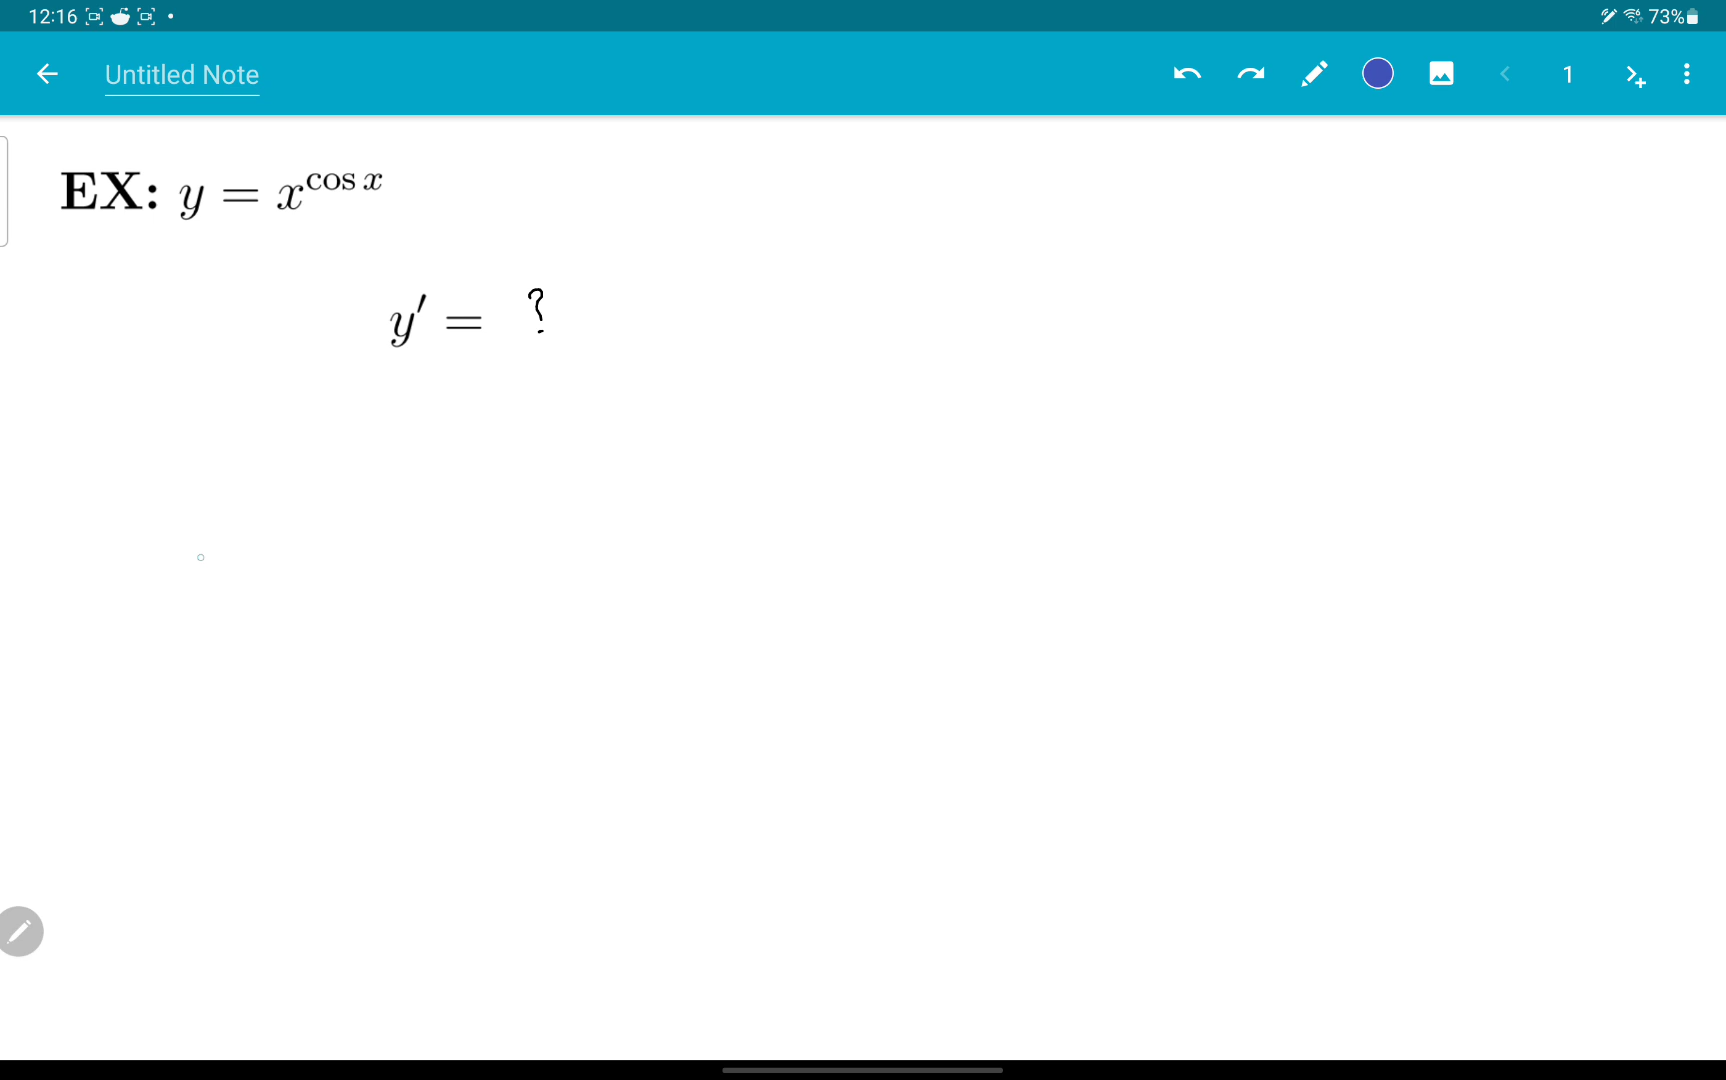 12:16 73%
Untitled Note 1
EX: y = x^{cos x}
y' = ?